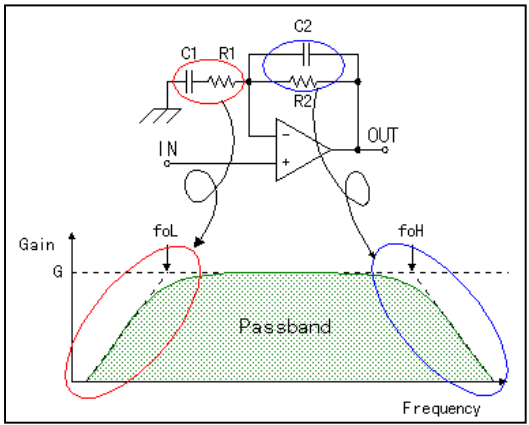 C2
C1 R1
R2
IN
−
+
OUT
foL
foH
Gain
G
Passband
Frequency